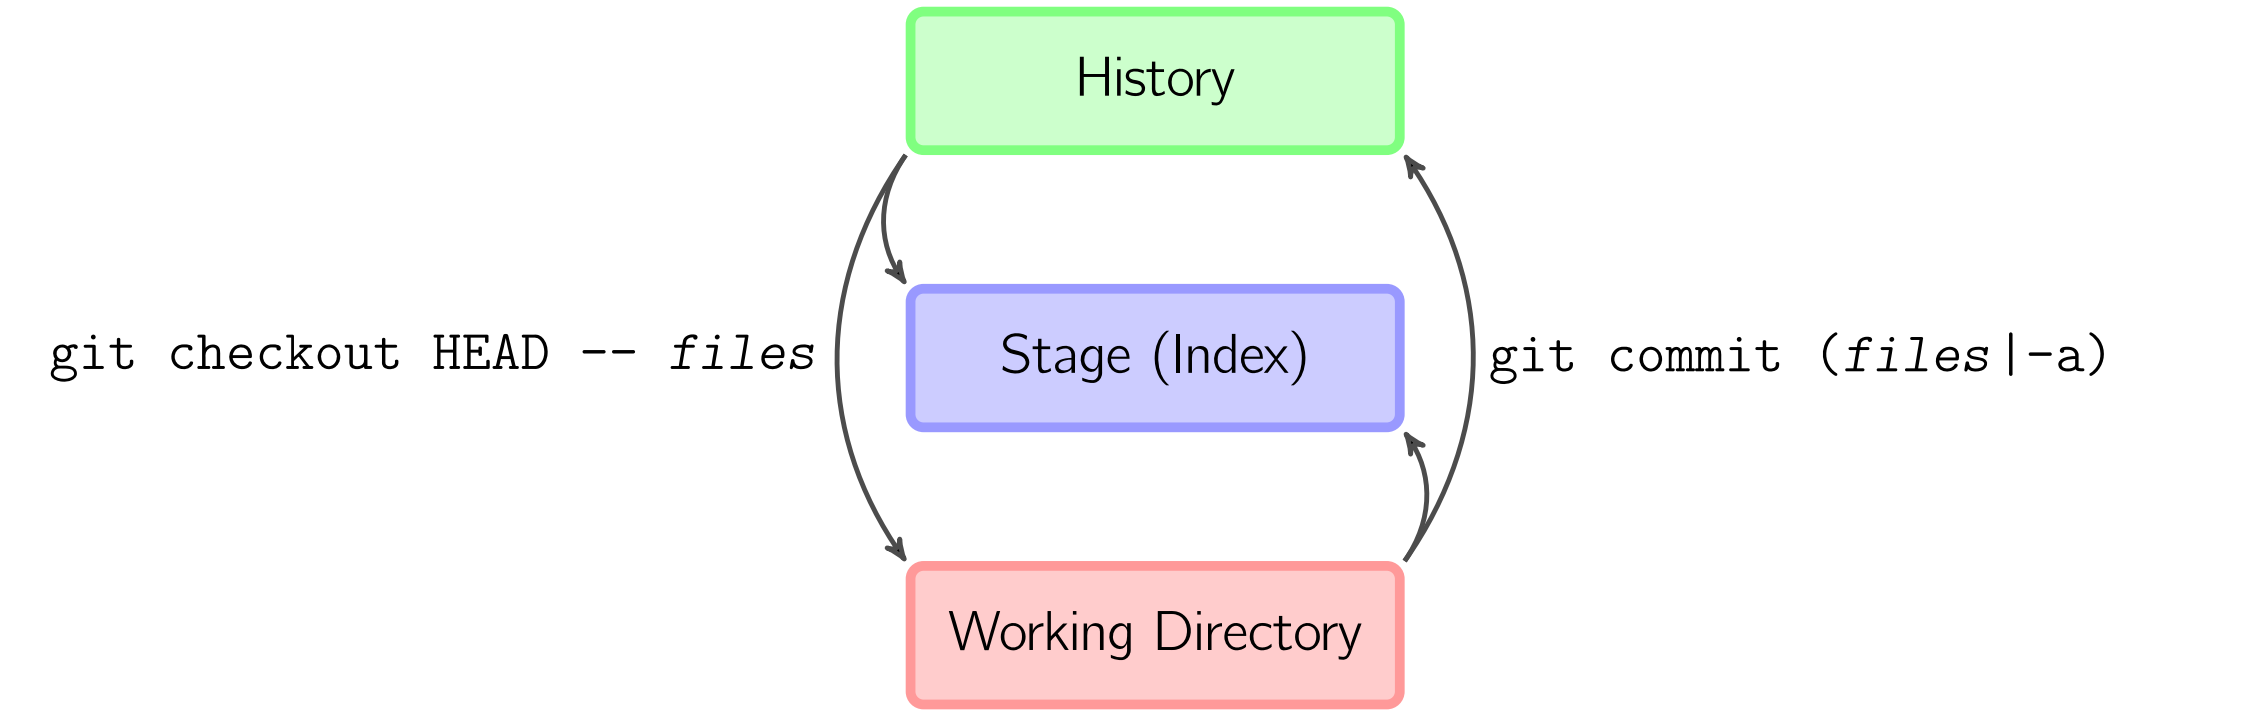 History
git checkout HEAD -- files
Stage (Index)
git commit (files|-a)
Working Directory